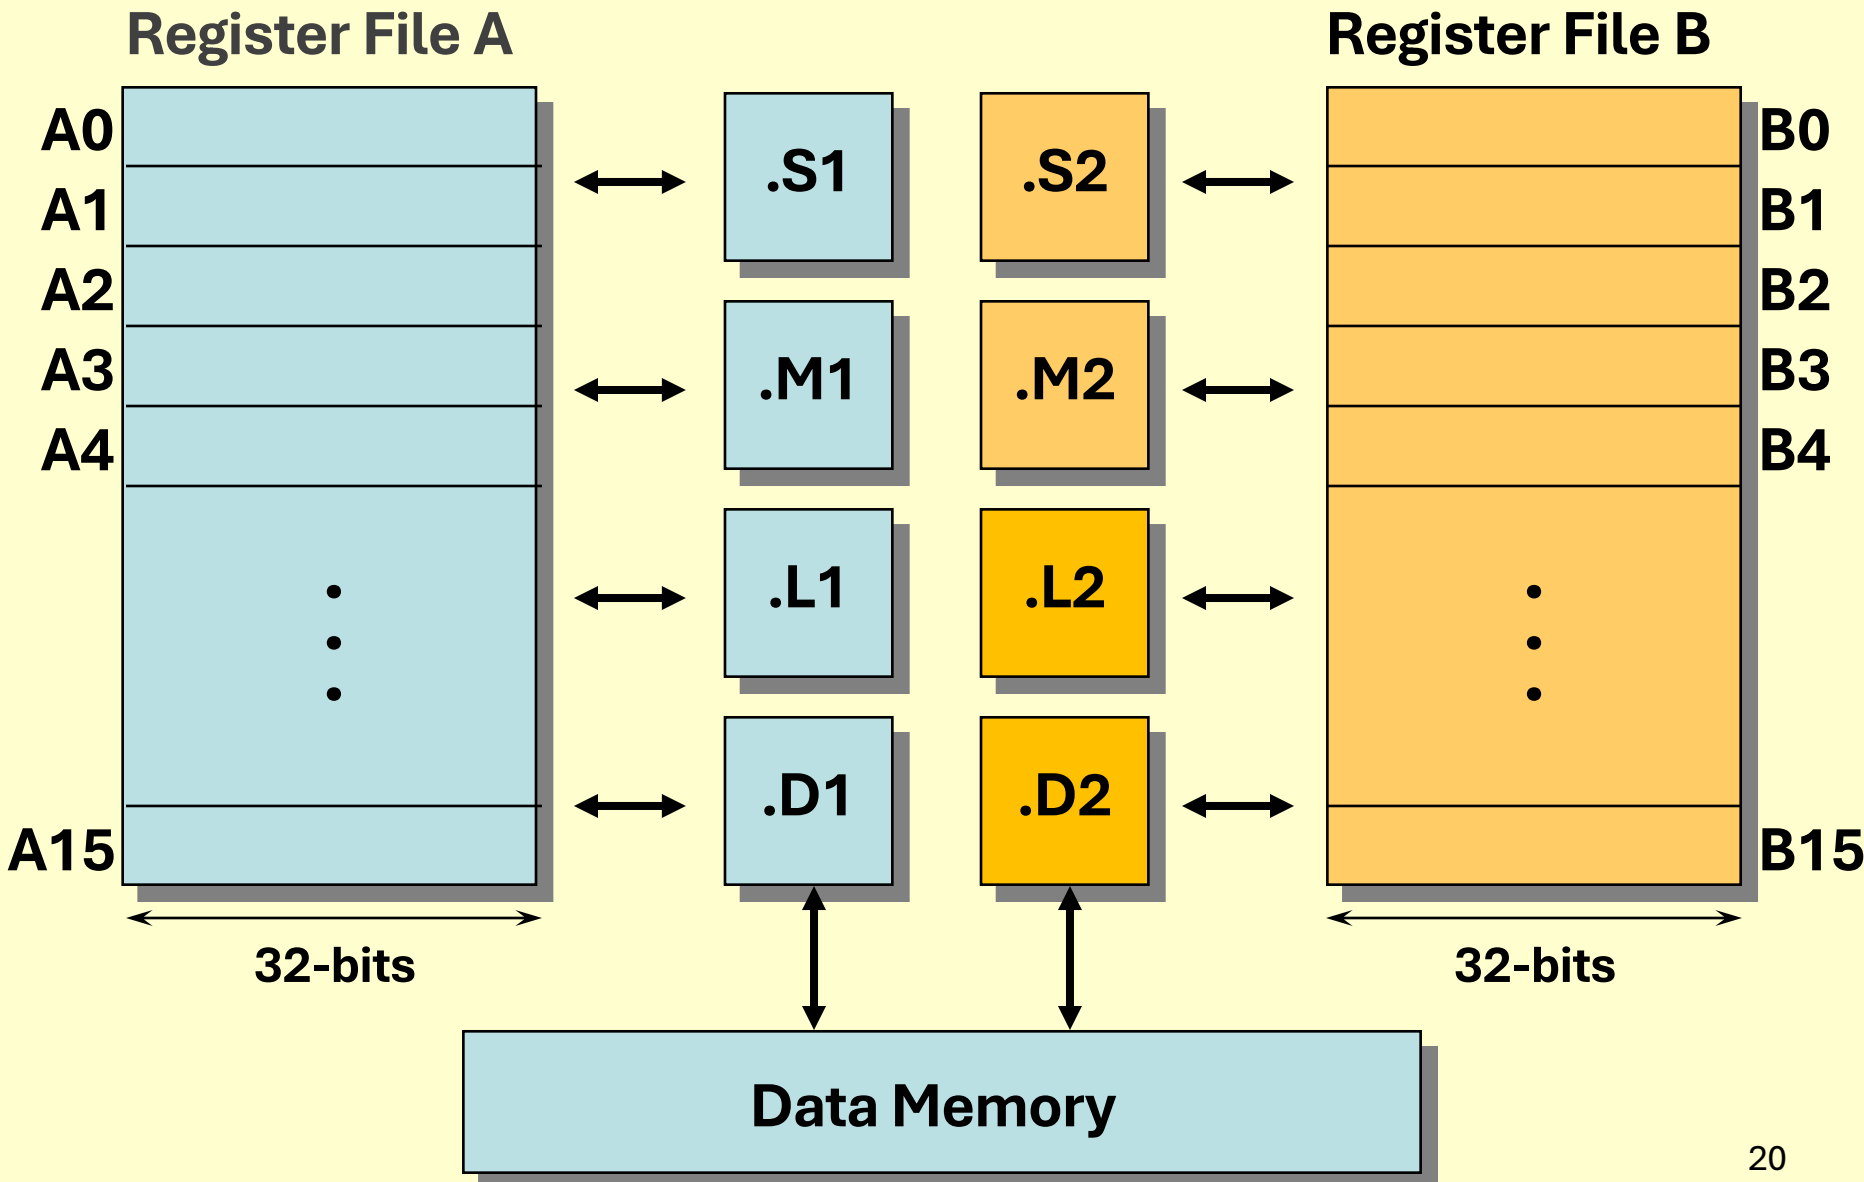 Register File A
Register File B
A0
.S1
.S2
B0
A1
B1
A2
B2
A3
.M1
.M2
B3
A4
B4
.L1
.L2
.D1
.D2
A15
B15
32-bits
32-bits
Data Memory
20